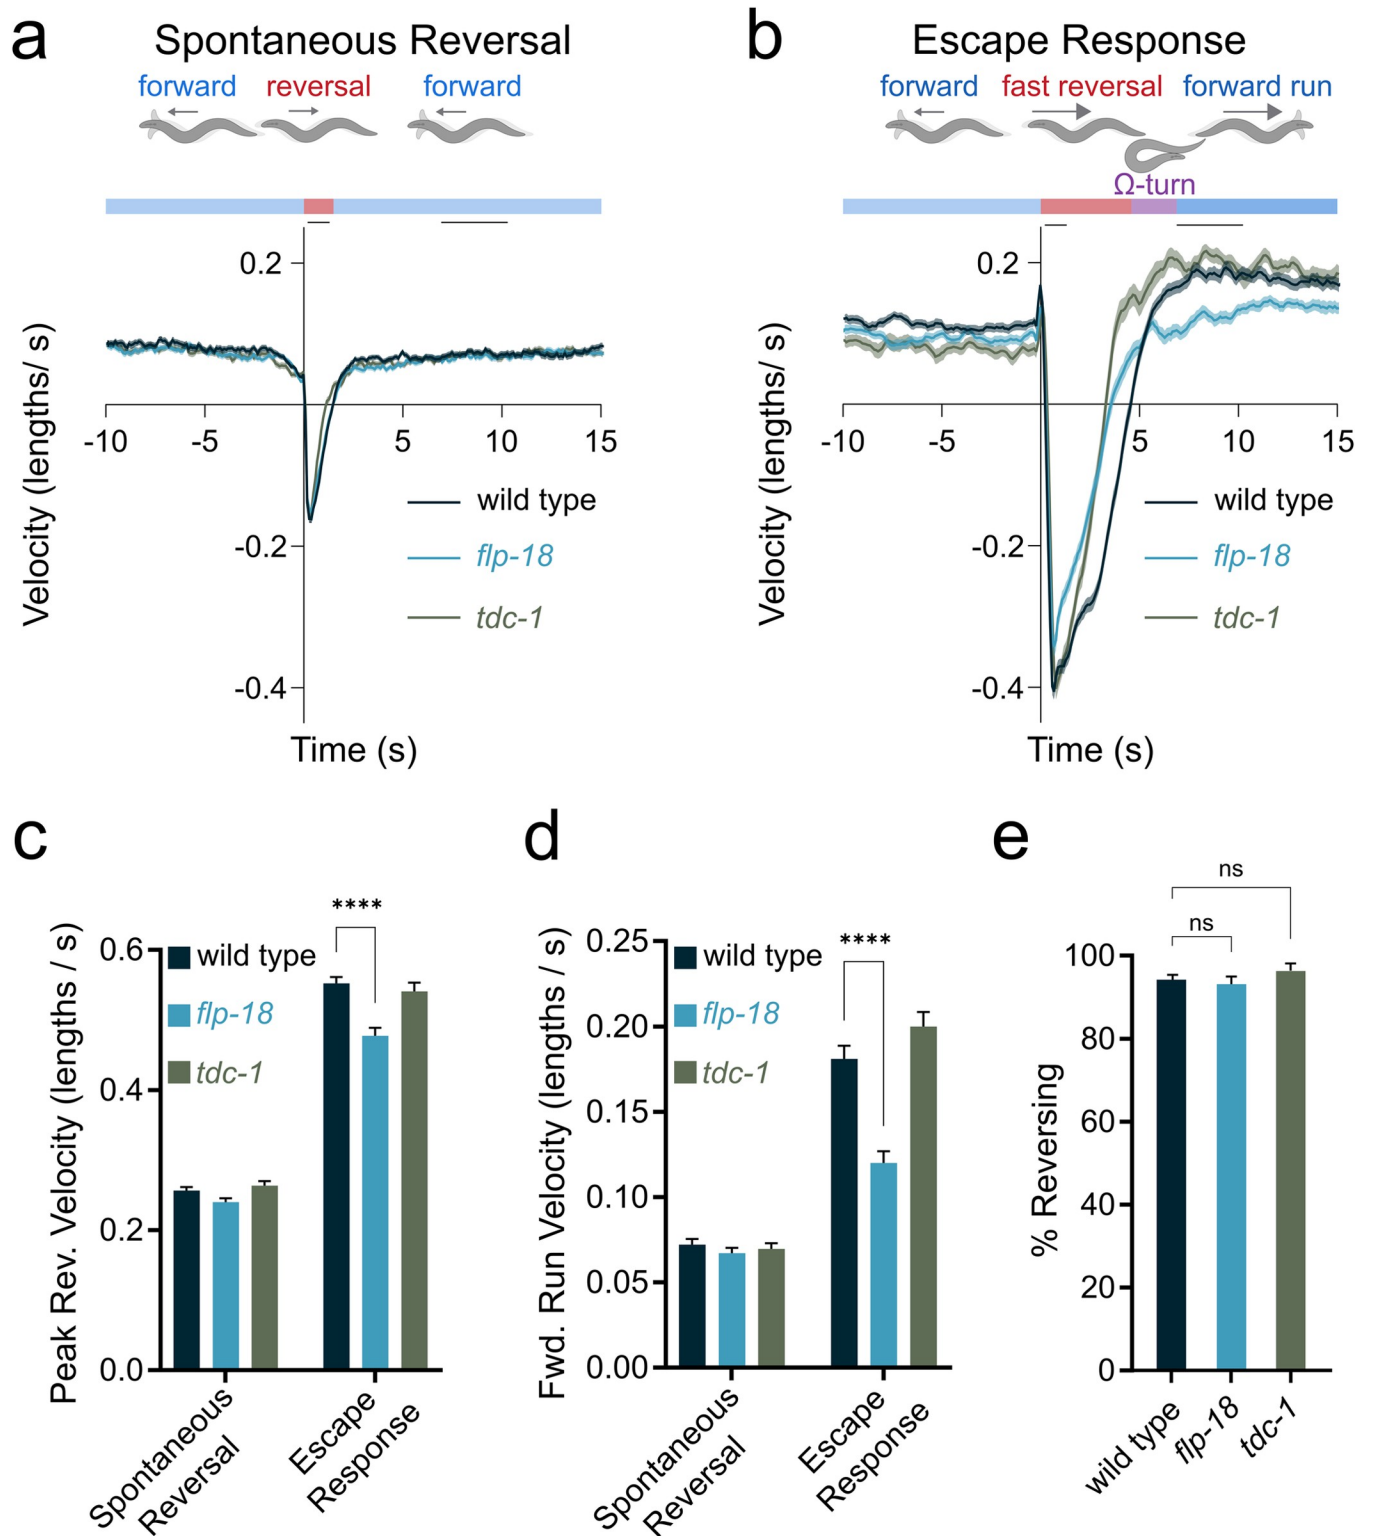 a
Spontaneous Reversal
forward reversal forward
0.2
-0.2
-0.4
-10 -5 5 10 15
Velocity (lengths/ s)
Time (s)
wild type
flp-18
tdc-1
b
Escape Response
forward fast reversal forward run
Ω-turn
0.2
-0.2
-0.4
-10 -5 5 10 15
Velocity (lengths/ s)
Time (s)
wild type
flp-18
tdc-1
c
****
0.6
0.4
0.2
0.0
Peak Rev. Velocity (lengths / s)
wild type
flp-18
tdc-1
Spontaneous
Reversal
Escape
Response
d
****
0.25
0.20
0.15
0.10
0.05
0.00
Fwd. Run Velocity (lengths / s)
wild type
flp-18
tdc-1
Spontaneous
Reversal
Escape
Response
e
ns
ns
100
80
60
40
20
0
% Reversing
wild type
flp-18
tdc-1